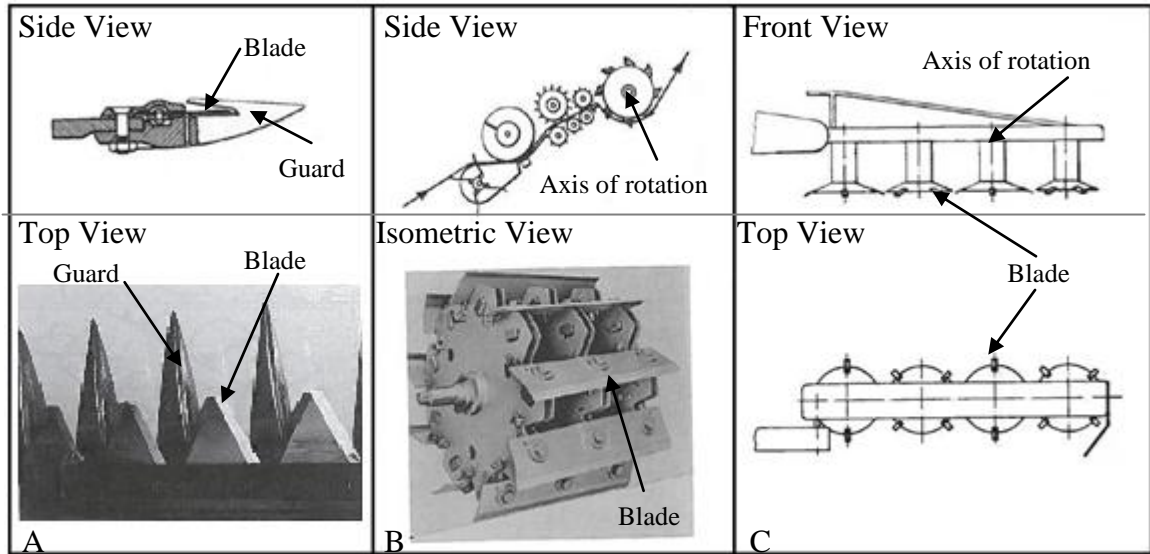 Side View
Blade
Guard
Top View
Guard
Blade
A
Side View
Axis of rotation
Isometric View
Blade
B
Front View
Axis of rotation
Top View
Blade
C